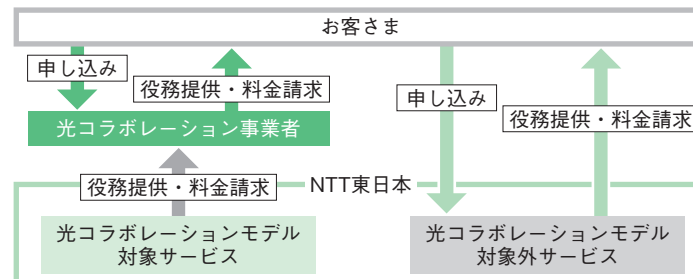 お客さま
申し込み
役務提供・料金請求
申し込み
役務提供・料金請求
光コラボレーション事業者
役務提供・料金請求
NTT東日本
光コラボレーションモデル
対象サービス
光コラボレーションモデル
対象外サービス